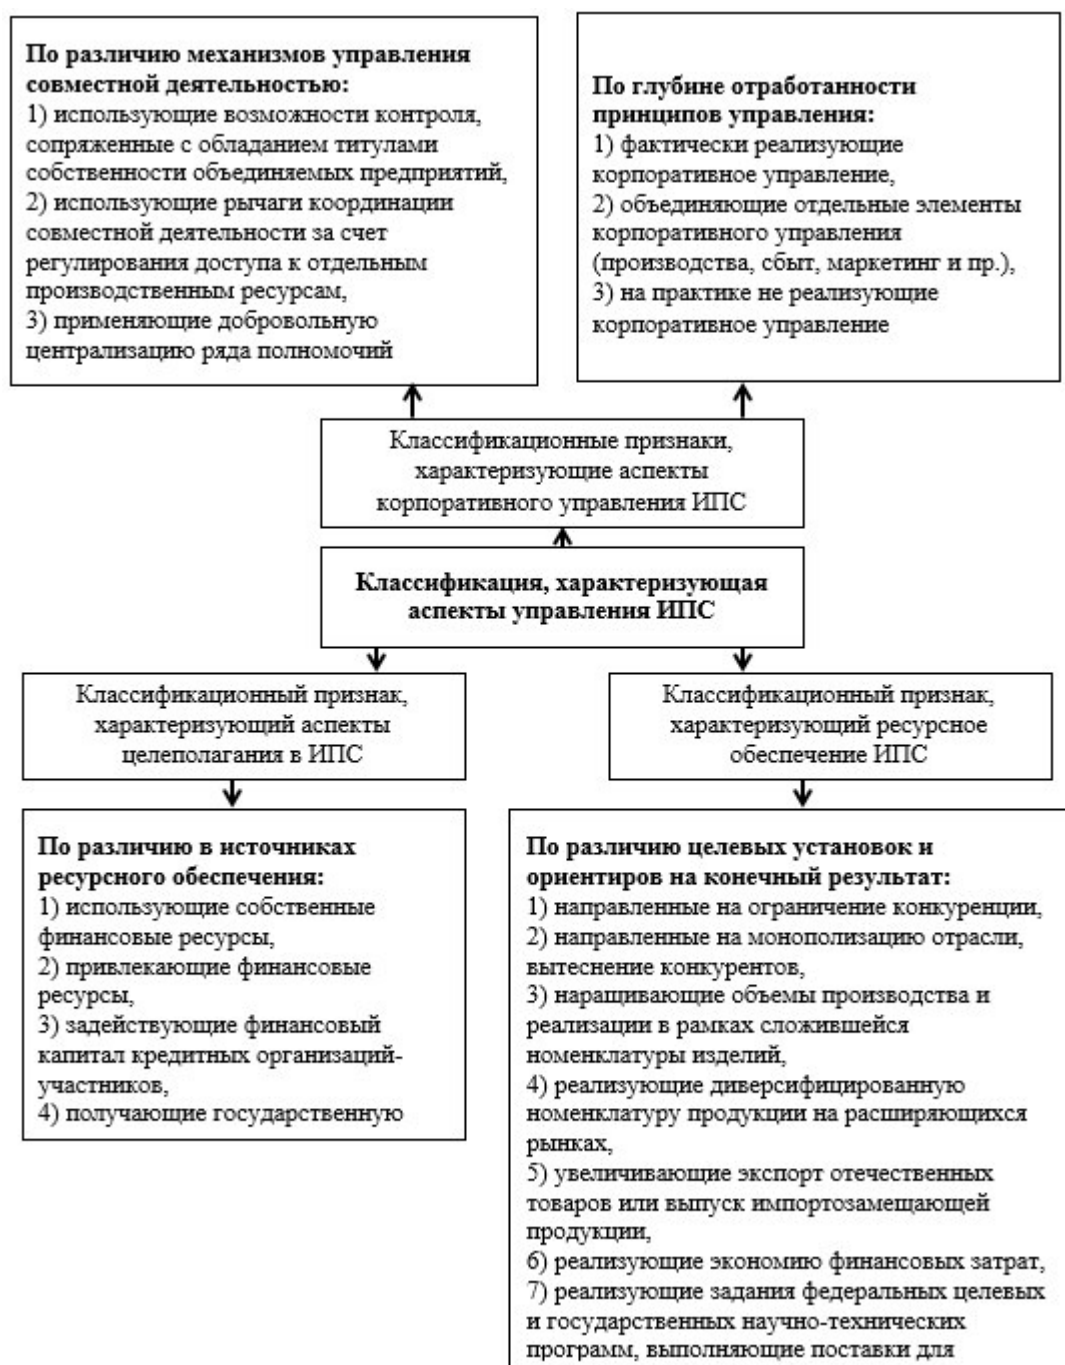 По различию механизмов управления
совместной деятельностью:
1) использующие возможности контроля,
сопряженные с обладанием титулами
собственности объединяемых предприятий,
2) использующие рычаги координации
совместной деятельности за счет
регулирования доступа к отдельным
производственным ресурсам,
3) применяющие добровольную
централизацию ряда полномочий
По глубине отработанности
принципов управления:
1) фактически реализующие
корпоративное управление,
2) объединяющие отдельные элементы
корпоративного управления
(производства, сбыт, маркетинг и пр.),
3) на практике не реализующие
корпоративное управление
Классификационные признаки,
характеризующие аспекты
корпоративного управления ИПС
Классификация, характеризующая
аспекты управления ИПС
Классификационный признак,
характеризующий аспекты
целеполагания в ИПС
Классификационный признак,
характеризующий ресурсное
обеспечение ИПС
По различию в источниках
ресурсного обеспечения:
1) использующие собственные
финансовые ресурсы,
2) привлекающие финансовые
ресурсы,
3) задействующие финансовый
капитал кредитных организаций-
участников,
4) получающие государственную
По различию целевых установок и
ориентиров на конечный результат:
1) направленные на ограничение конкуренции,
2) направленные на монополизацию отрасли,
вытеснение конкурентов,
3) наращивающие объемы производства и
реализации в рамках сложившейся
номенклатуры изделий,
4) реализующие диверсифицированную
номенклатуру продукции на расширяющихся
рынках,
5) увеличивающие экспорт отечественных
товаров или выпуск импортозамещающей
продукции,
6) реализующие экономию финансовых затрат,
7) реализующие задания федеральных целевых
и государственных научно-технических
программ, выполняющие поставки для